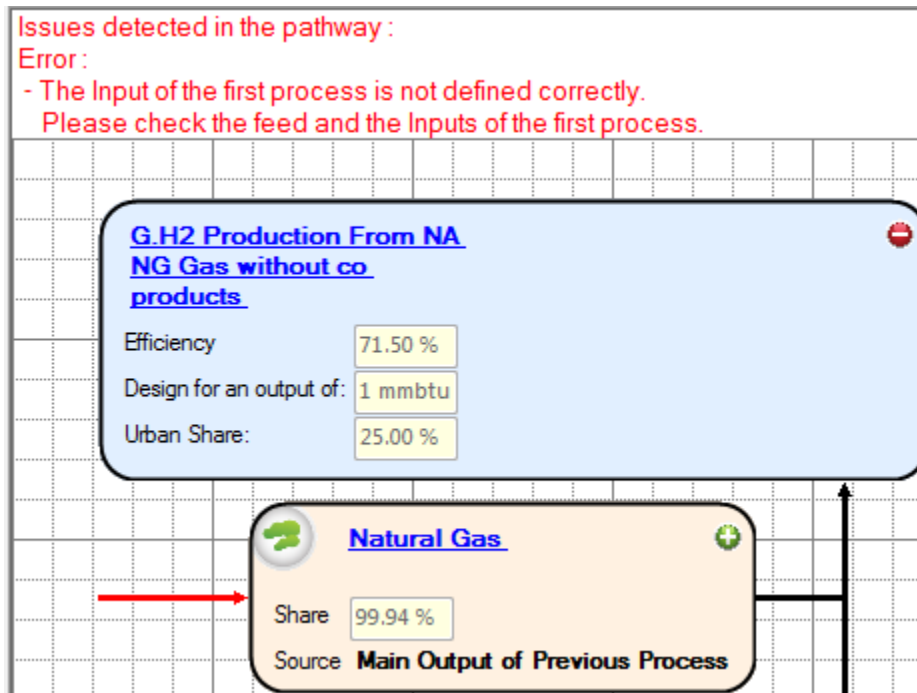 Issues detected in the pathway :
Error :
- The Input of the first process is not defined correctly.
Please check the feed and the Inputs of the first process.
G.H2 Production From NA
NG Gas without co
products
Efficiency 71.50 %
Design for an output of: 1 mmbtu
Urban Share: 25.00 %
Natural Gas
Share 99.94 %
Source Main Output of Previous Process